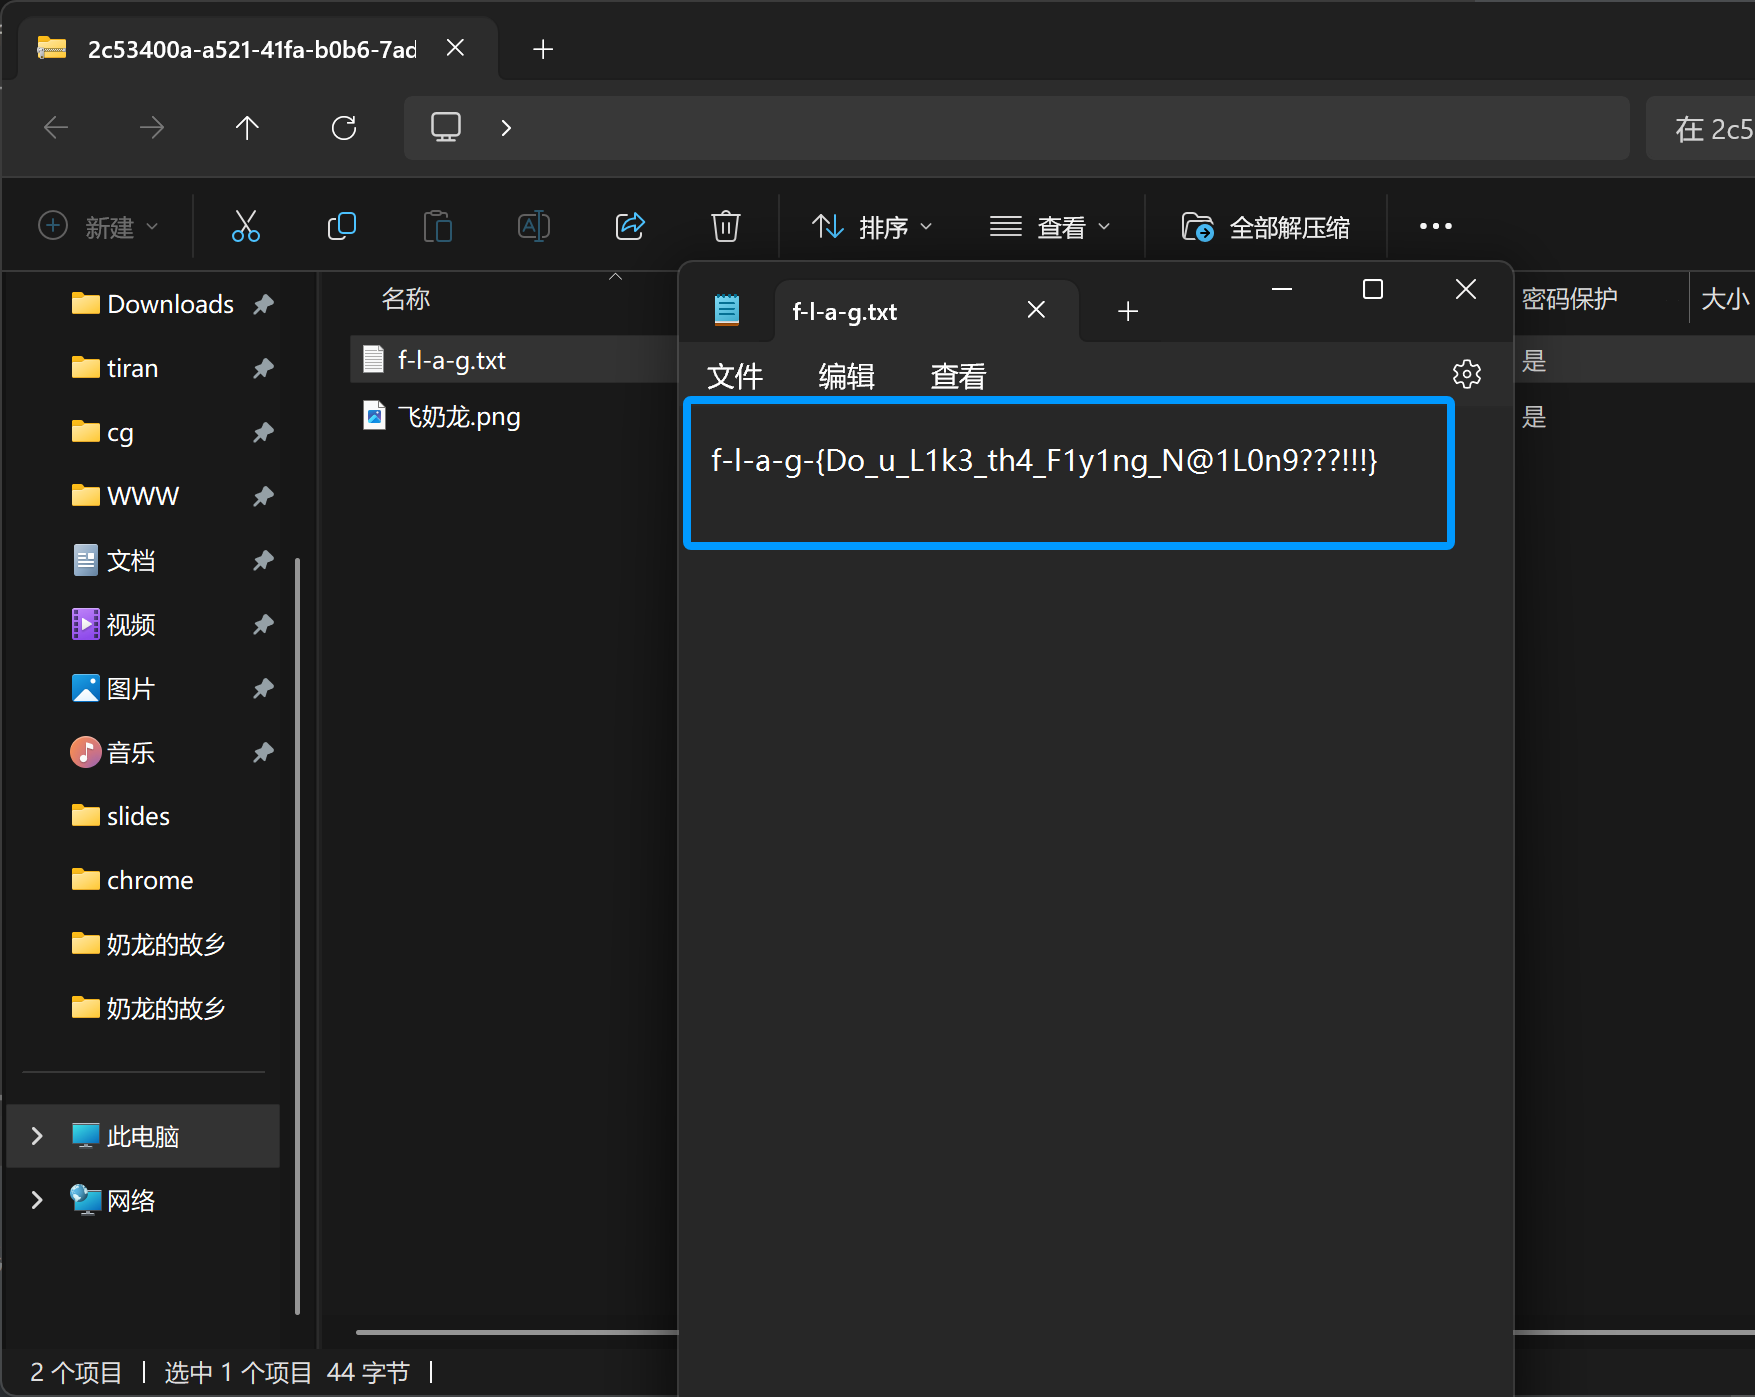 2c53400a-a521-41fa-b0b6-7ad
在 2c5
新建
排序
查看
全部解压缩
Downloads
tiran
cg
WWW
文档
视频
图片
音乐
slides
chrome
奶龙的故乡
奶龙的故乡
此电脑
网络
名称
密码保护
大小
f-l-a-g.txt
是
飞奶龙.png
是
f-l-a-g.txt
文件
编辑
查看
f-l-a-g-{Do_u_L1k3_th4_F1y1ng_N@1L0n9???!!!}
2 个项目
选中 1 个项目 44 字节